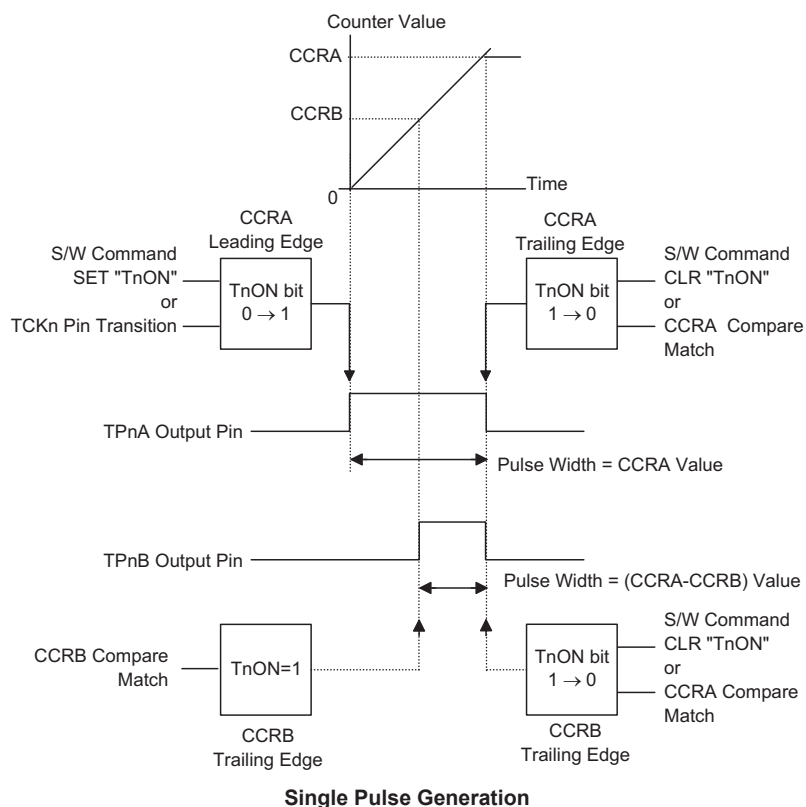 Counter Value
CCRA
CCRB
0
Time
CCRA
Leading Edge
S/W Command
SET "TnON"
or
TCKn Pin Transition
TnON bit
0 → 1
CCRA
Trailing Edge
TnON bit
1 → 0
S/W Command
CLR "TnON"
or
CCRA Compare
Match
TPnA Output Pin
Pulse Width = CCRA Value
TPnB Output Pin
Pulse Width = (CCRA-CCRB) Value
CCRB Compare
Match
TnON=1
CCRB
Trailing Edge
TnON bit
1 → 0
CCRB
Trailing Edge
S/W Command
CLR "TnON"
or
CCRA Compare
Match
Single Pulse Generation